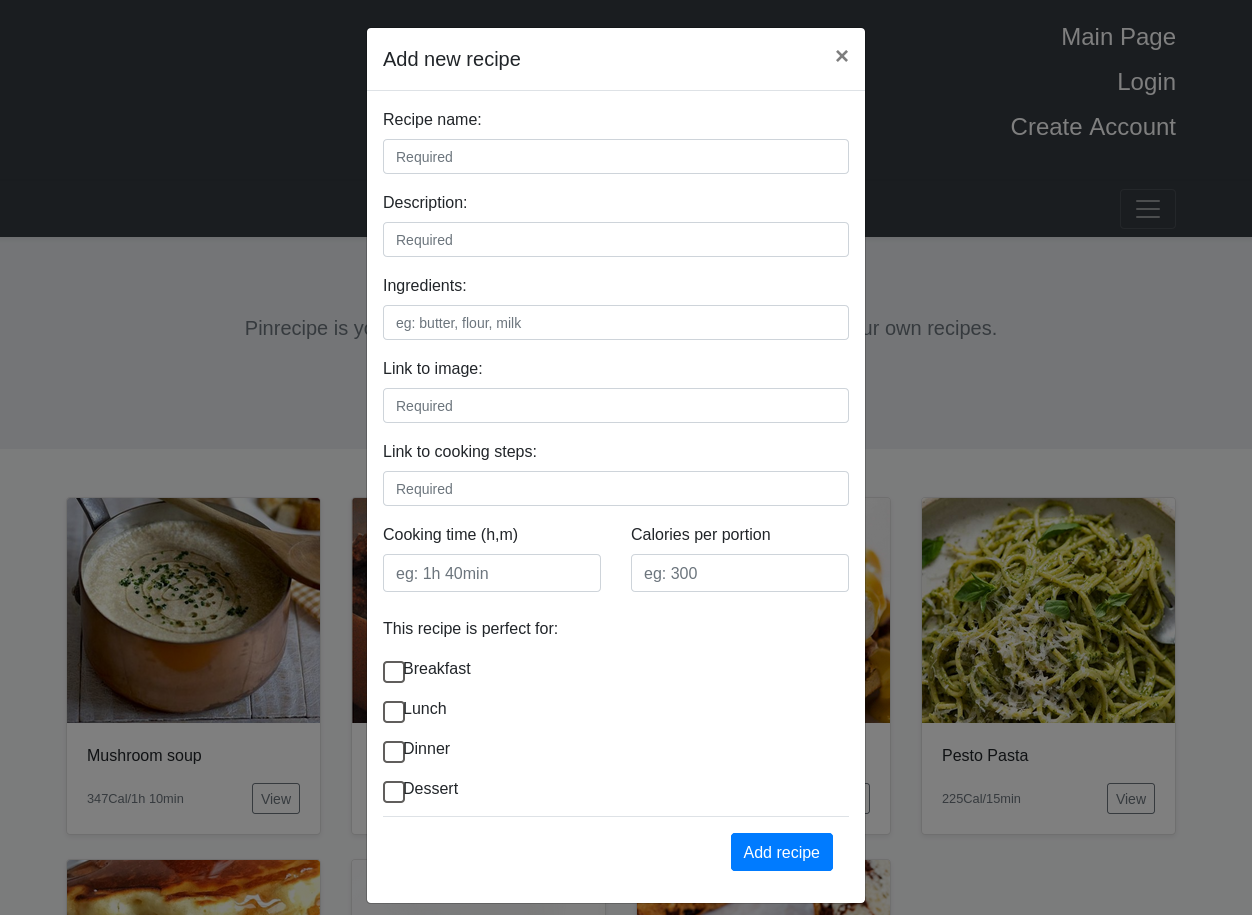 Main Page
Login
Create Account
Add new recipe
×
Recipe name:
Required
Description:
Required
Ingredients:
eg: butter, flour, milk
Link to image:
Required
Link to cooking steps:
Required
Cooking time (h,m)
Calories per portion
eg: 1h 40min
eg: 300
This recipe is perfect for:
Breakfast
Lunch
Dinner
Dessert
Add recipe
Pinrecipe is
own recipes.
Mushroom soup
347Cal/1h 10min
View
Pesto Pasta
225Cal/15min
View